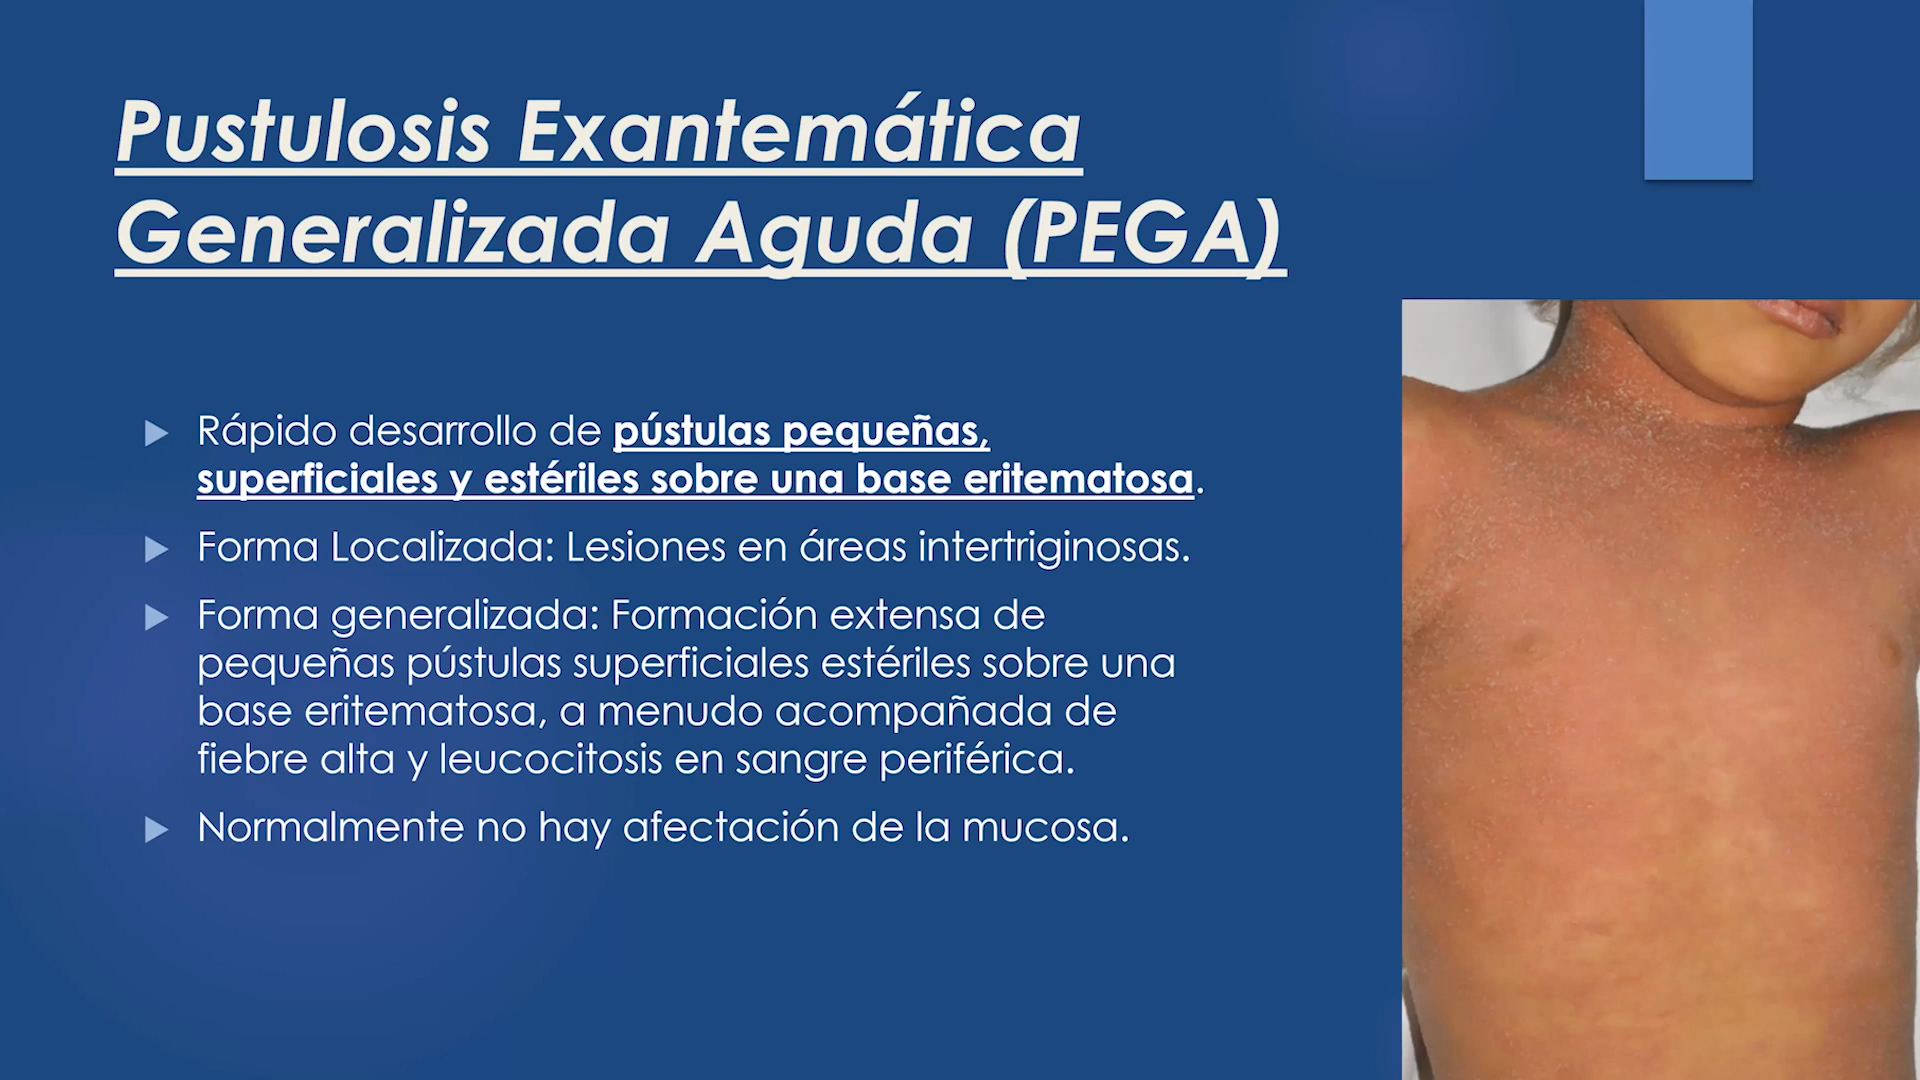 Pustulosis Exantemática
Generalizada Aguda (PEGA)
Rápido desarrollo de pústulas pequeñas,
superficiales y estériles sobre una base eritematosa.
Forma Localizada: Lesiones en áreas intertriginosas.
Forma generalizada: Formación extensa de
pequeñas pústulas superficiales estériles sobre una
base eritematosa, a menudo acompañada de
fiebre alta y leucocitosis en sangre periférica.
Normalmente no hay afectación de la mucosa.